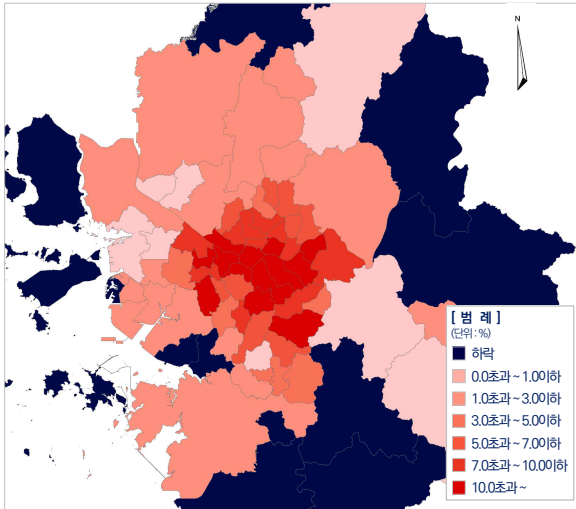 N
[ 범 례 ]
(단위 : %)
하락
0.0초과~1.0이하
1.0초과~3.0이하
3.0초과~5.0이하
5.0초과~7.0이하
7.0초과~10.0이하
10.0초과~